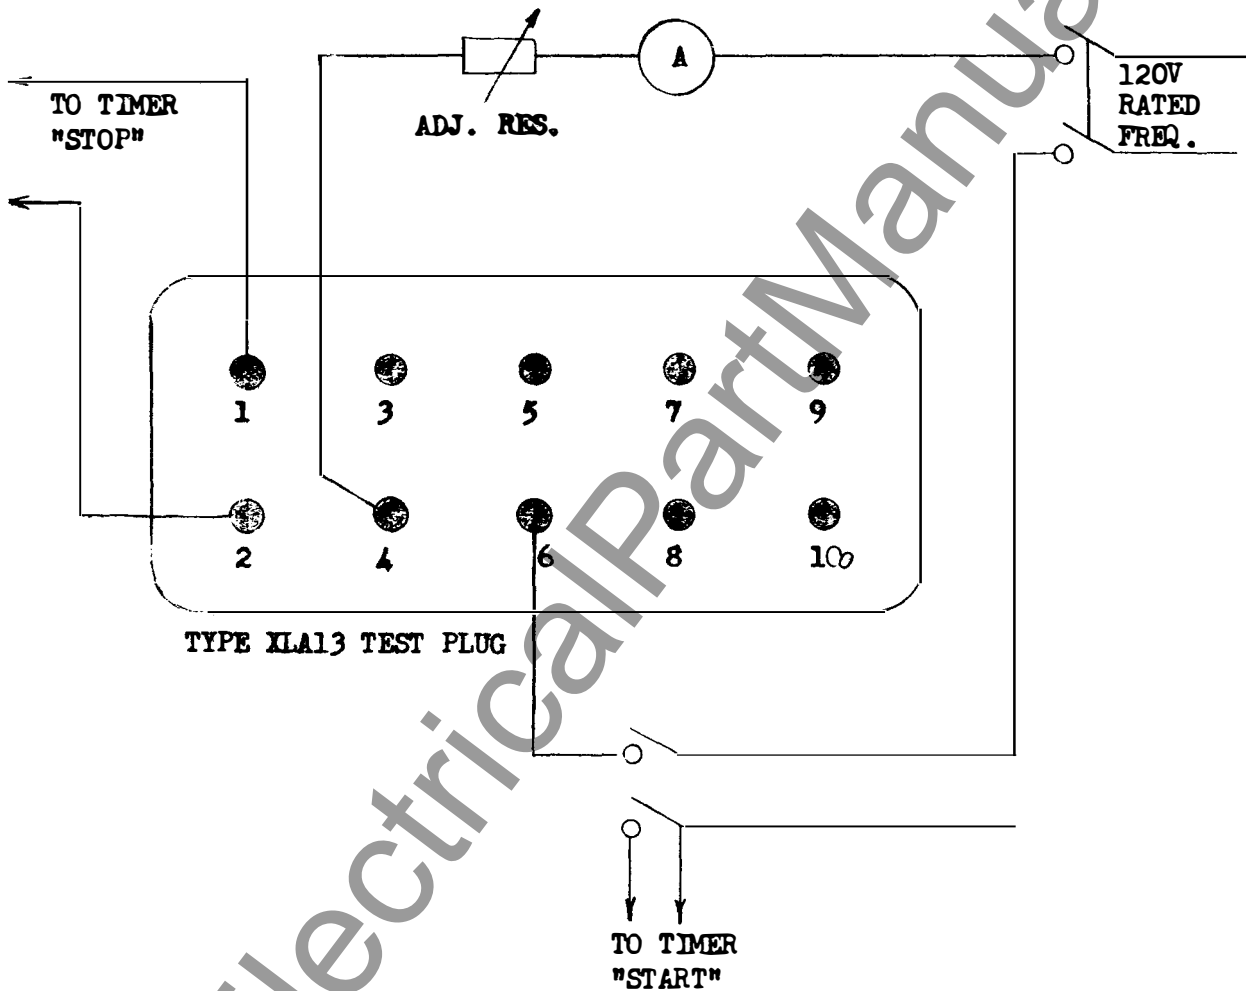 A
120V
RATED
FREQ.
TO TIMER
"STOP"
ADJ. RES.
1
3
5
7
9
2
4
6
8
10
TYPE XLA13 TEST PLUG
TO TIMER
"START"
ElectricalPartManua